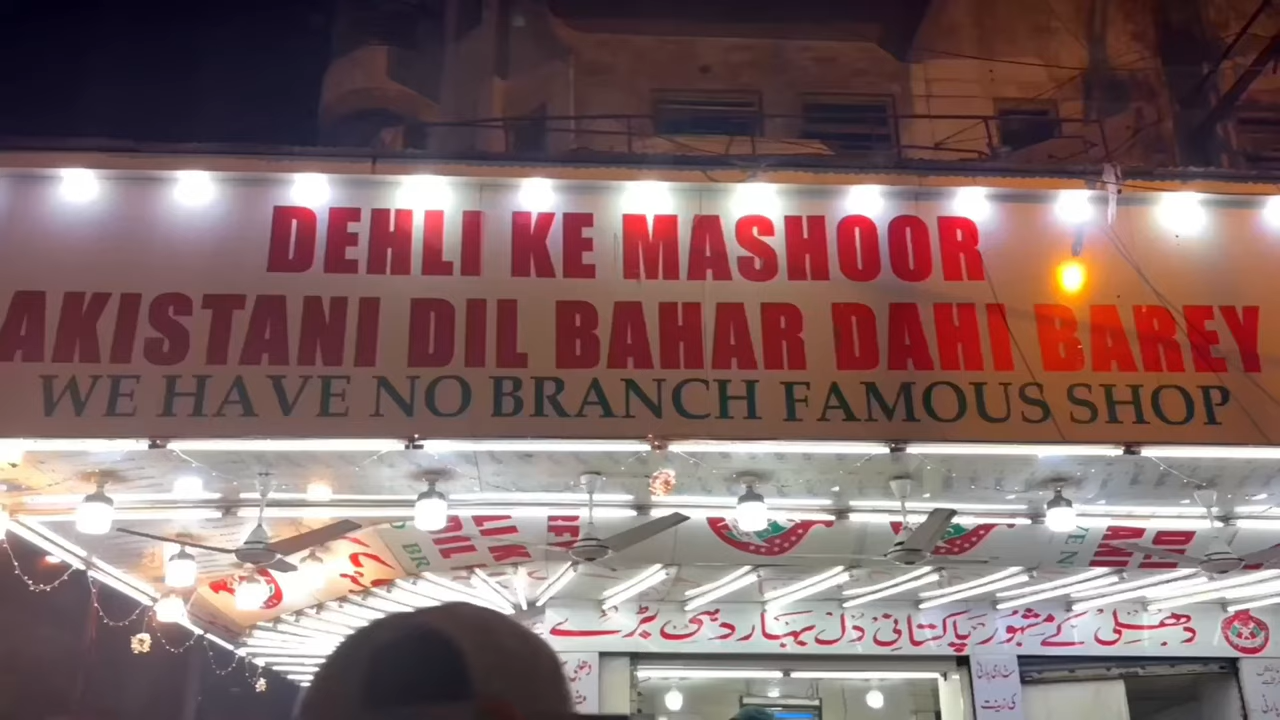 DEHLI KE MASHOOR
AKISTANI DIL BAHAR DAHI BAREY
WE HAVE NO BRANCH FAMOUS SHOP
دھلی کے مشہور پاکستانی دل بہار دہی بڑے